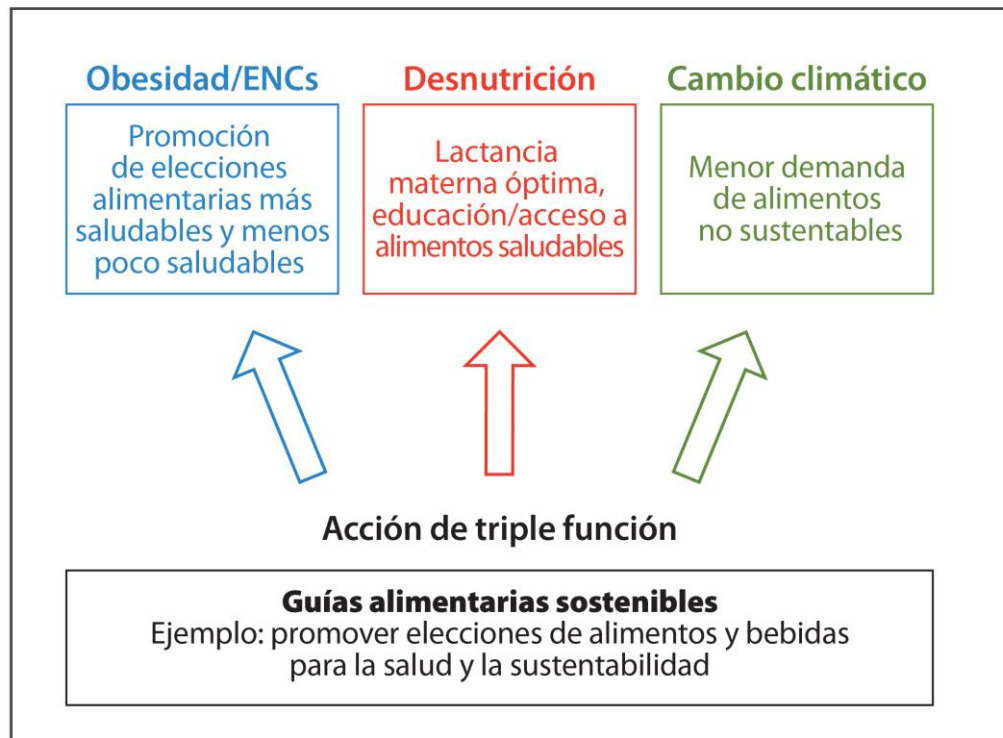 Obesidad/ENCs
Promoción
de elecciones
alimentarias más
saludables y menos
poco saludables
Desnutrición
Lactancia
materna óptima,
educación/acceso a
alimentos saludables
Cambio climático
Menor demanda
de alimentos
no sustentables
Acción de triple función
Guías alimentarias sostenibles
Ejemplo: promover elecciones de alimentos y bebidas
para la salud y la sustentabilidad